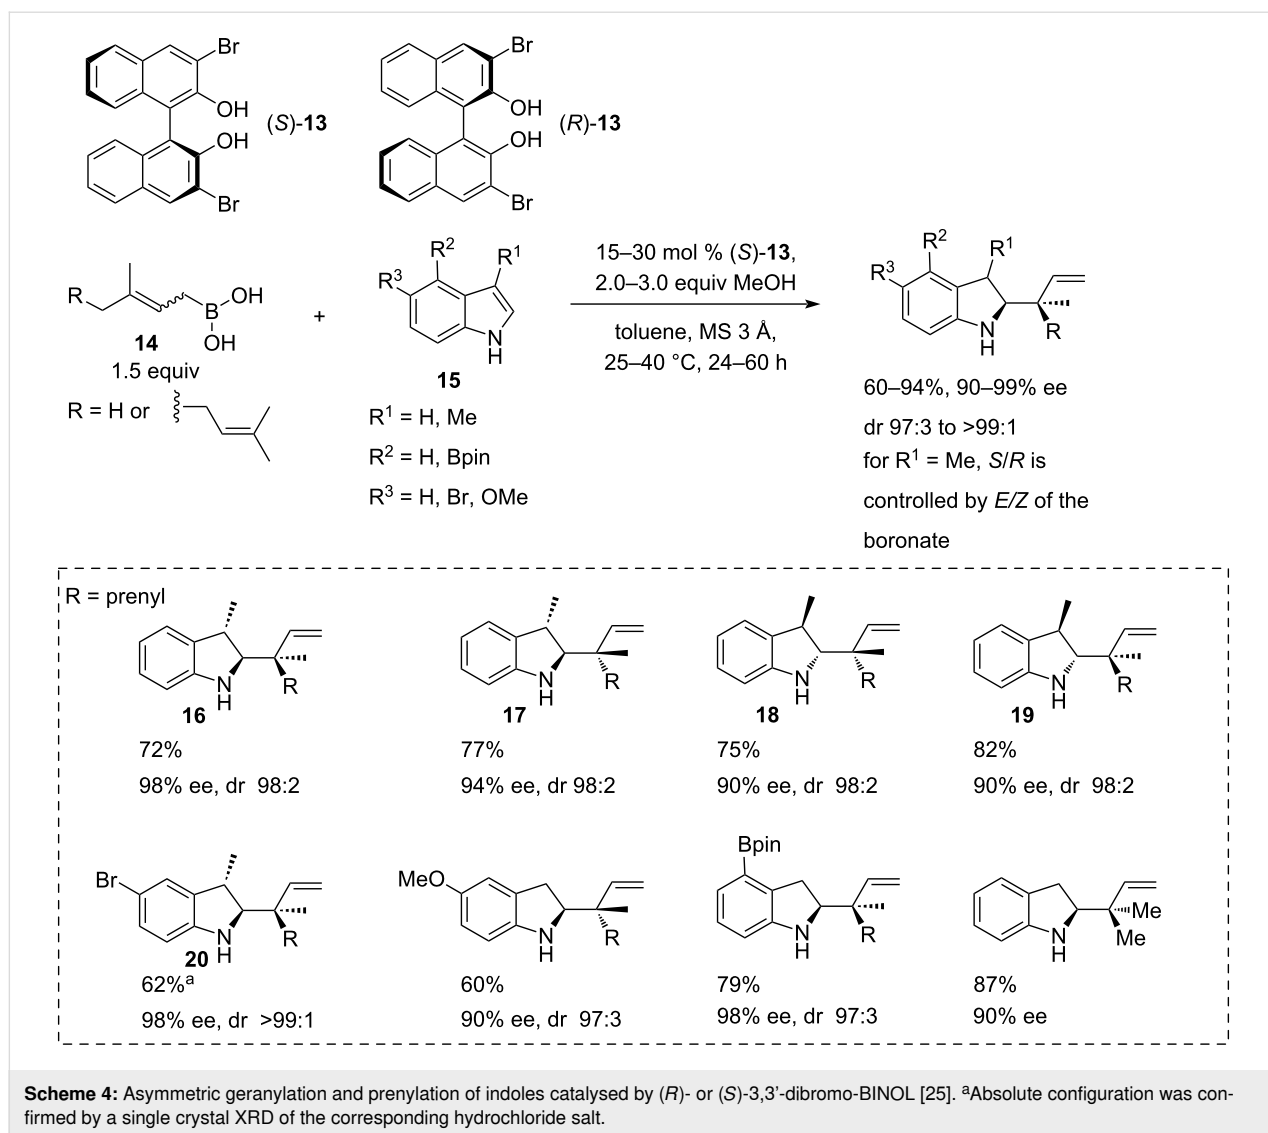 Br
Br
OH
OH
(S)-13
(R)-13
OH
OH
Br
Br
R
B
OH
OH
14
1.5 equiv
R = H or
+
R2
R1
R3
N
H
15
R1 = H, Me
R2 = H, Bpin
R3 = H, Br, OMe
15–30 mol % (S)-13,
2.0–3.0 equiv MeOH
toluene, MS 3 Å,
25–40 °C, 24–60 h
R2
R1
R3
N
H
R
60–94%, 90–99% ee
dr 97:3 to >99:1
for R1 = Me, S/R is
controlled by E/Z of the
boronate
R = prenyl
N
H
R
16
72%
98% ee, dr 98:2
N
H
R
17
77%
94% ee, dr 98:2
N
H
R
18
75%
90% ee, dr 98:2
N
H
R
19
82%
90% ee, dr 98:2
Br
N
H
R
20
62%a
98% ee, dr >99:1
MeO
N
H
R
60%
90% ee, dr 97:3
Bpin
N
H
R
79%
98% ee, dr 97:3
N
H
Me
Me
87%
90% ee
Scheme 4: Asymmetric geranylation and prenylation of indoles catalysed by (R)- or (S)-3,3’-dibromo-BINOL [25]. aAbsolute configuration was con-
firmed by a single crystal XRD of the corresponding hydrochloride salt.